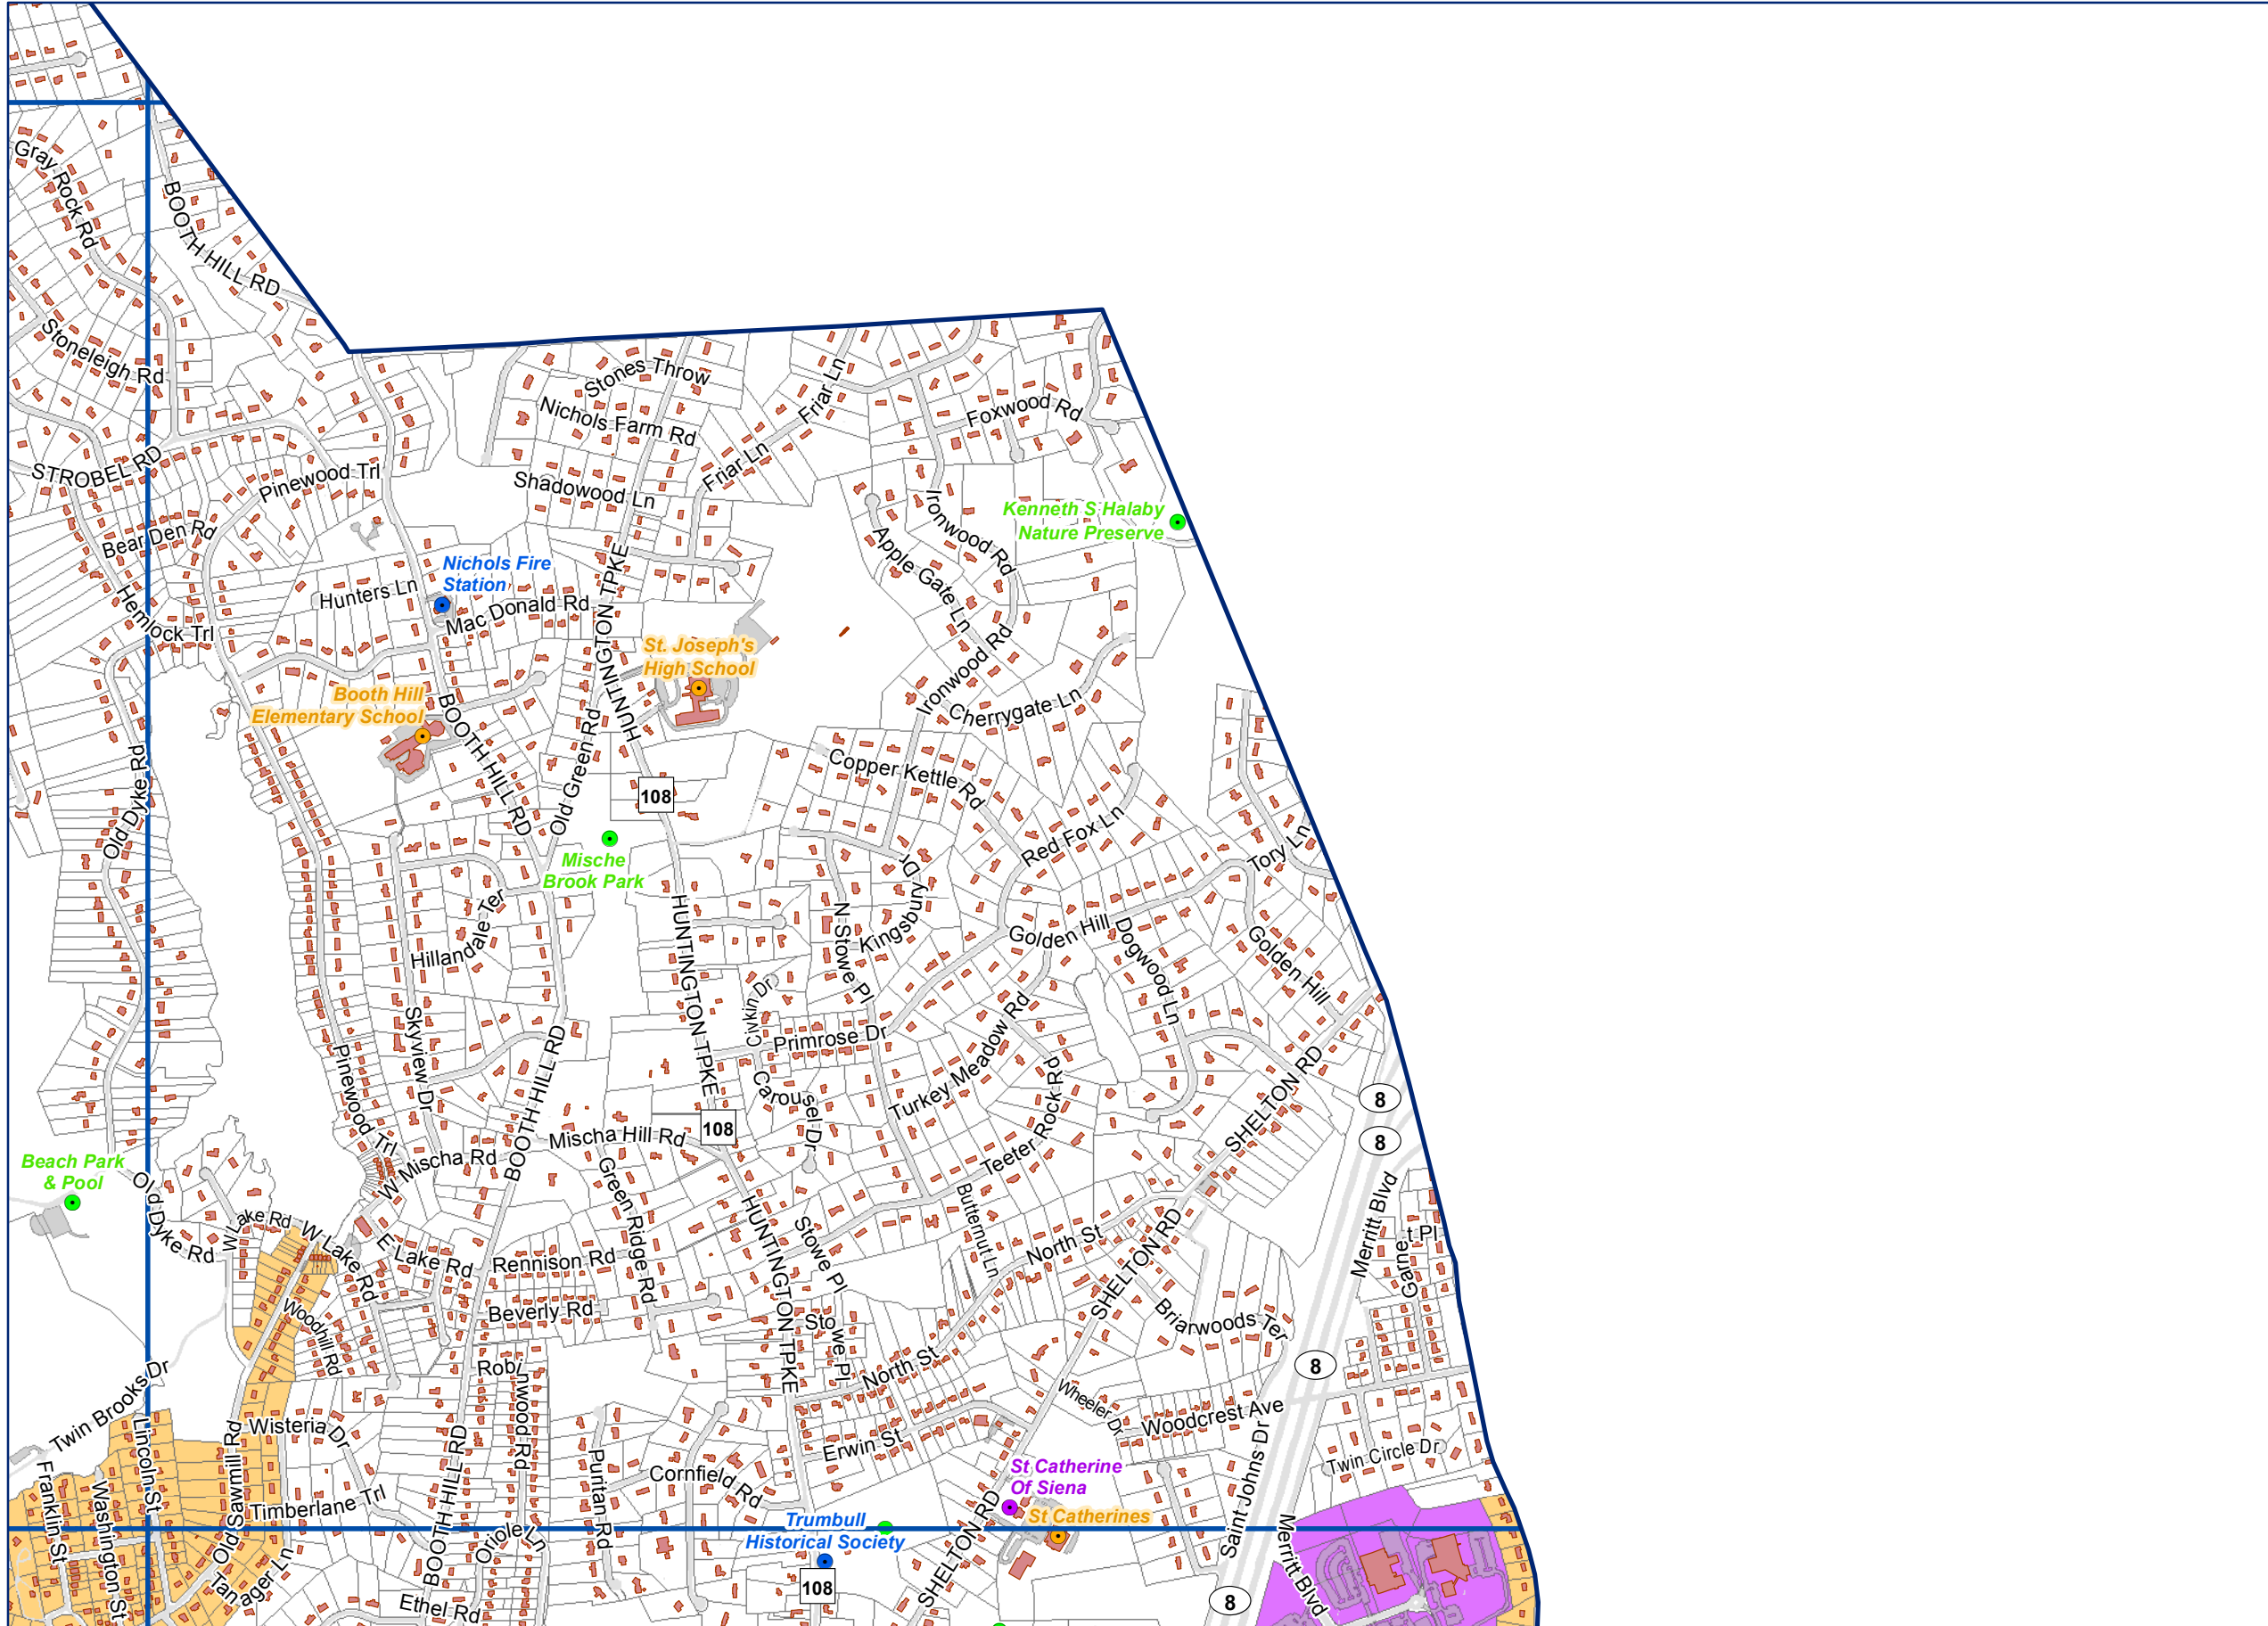 Gray Rock Rd
BOOTH HILL RD
Stoneleigh Rd
STROBEL RD
Pinewood Trl
Bear Den Rd
Hemlock Trl
Stones Throw
Nichols Farm Rd
Shadowood Ln
Friar Ln
Friar Ln
Foxwood Rd
Kenneth S Halaby
Nature Preserve
Ironwood Rd
Apple Gate Ln
Ironwood Rd
Cherrygate Ln
Nichols Fire
Station
Hunters Ln
Mac Donald Rd
HUNTINGTON TPKE
HUNTINGTON
St. Joseph's
High School
Booth Hill
Elementary School
BOOTH HILL RD
Old Green Rd
108
Copper Kettle Rd
Red Fox Ln
Tory Ln
Old Dyke Rd
Mische
Brook Park
Hillandale Ter
HUNTINGTON TPKE
N Stowe Pl
Kingsbury Dr
Golden Hill
Dogwood Ln
Golden Hill
Civkin Dr
Primrose Dr
Turkey Meadow Rd
Skyview Dr
Pinewood Trl
BOOTH HILL RD
Carousel Dr
Teeter Rock Rd
SHELTON RD
8
8
108
Mischa Hill Rd
W Mischa Rd
Beach Park
& Pool
Old Dyke Rd
W Lake Rd
W Lake Rd
E Lake Rd
Green Ridge Rd
Rennison Rd
Beverly Rd
HUNTINGTON TPKE
Stowe Pl
Stowe Pl
Butternut Ln
North St
SHELTON RD
Merritt Blvd
Garnet Pl
Briarwoods Ter
Woodhill Rd
Robinwood Rd
North St
8
Twin Brooks Dr
Lincoln St
Wisteria Dr
Old Sawmill Rd
BOOTH HILL RD
Puritan Rd
Cornfield Rd
Erwin St
Wheeler Dr
Woodcrest Ave
Twin Circle Dr
Franklin St
Washington St
Timberlane Trl
Tanager Ln
Oriole Ln
Ethel Rd
St Catherine
Of Siena
St Catherines
Trumbull
Historical Society
108
SHELTON RD
Saint Johns Dr
Merritt Blvd
8